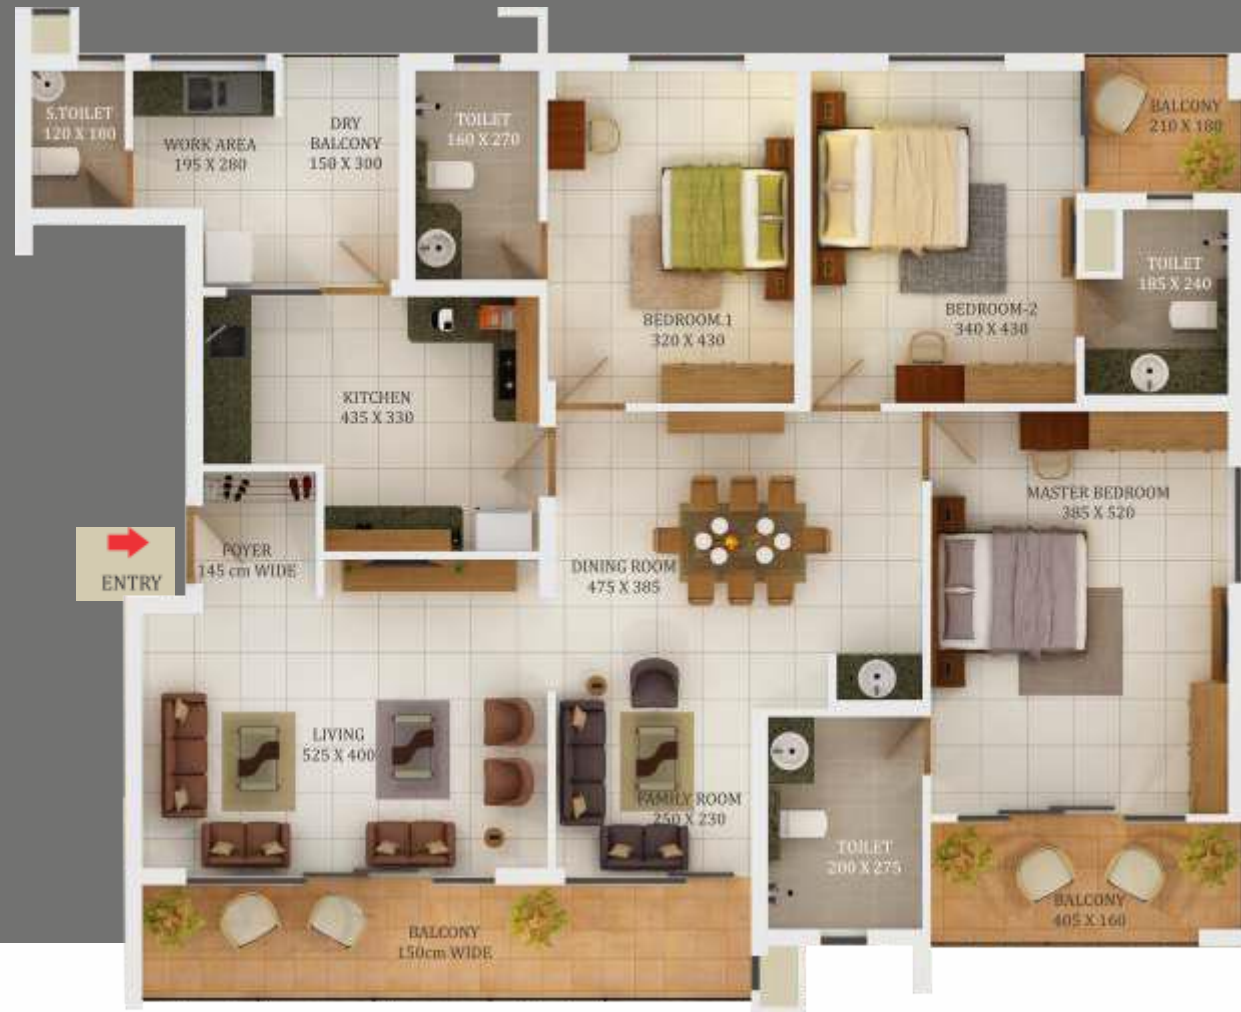 S.TOILET
120 X 180
WORK AREA
195 X 280
DRY
BALCONY
150 X 300
TOILET
160 X 270
BALCONY
210 X 180
TOILET
185 X 240
BEDROOM.1
320 X 430
BEDROOM-2
340 X 430
KITCHEN
435 X 330
MASTER BEDROOM
385 X 520
ENTRY
FOYER
145 cm WIDE
DINING ROOM
475 X 385
LIVING
525 X 400
FAMILY ROOM
250 X 230
TOILET
200 X 275
BALCONY
405 X 160
BALCONY
150cm WIDE